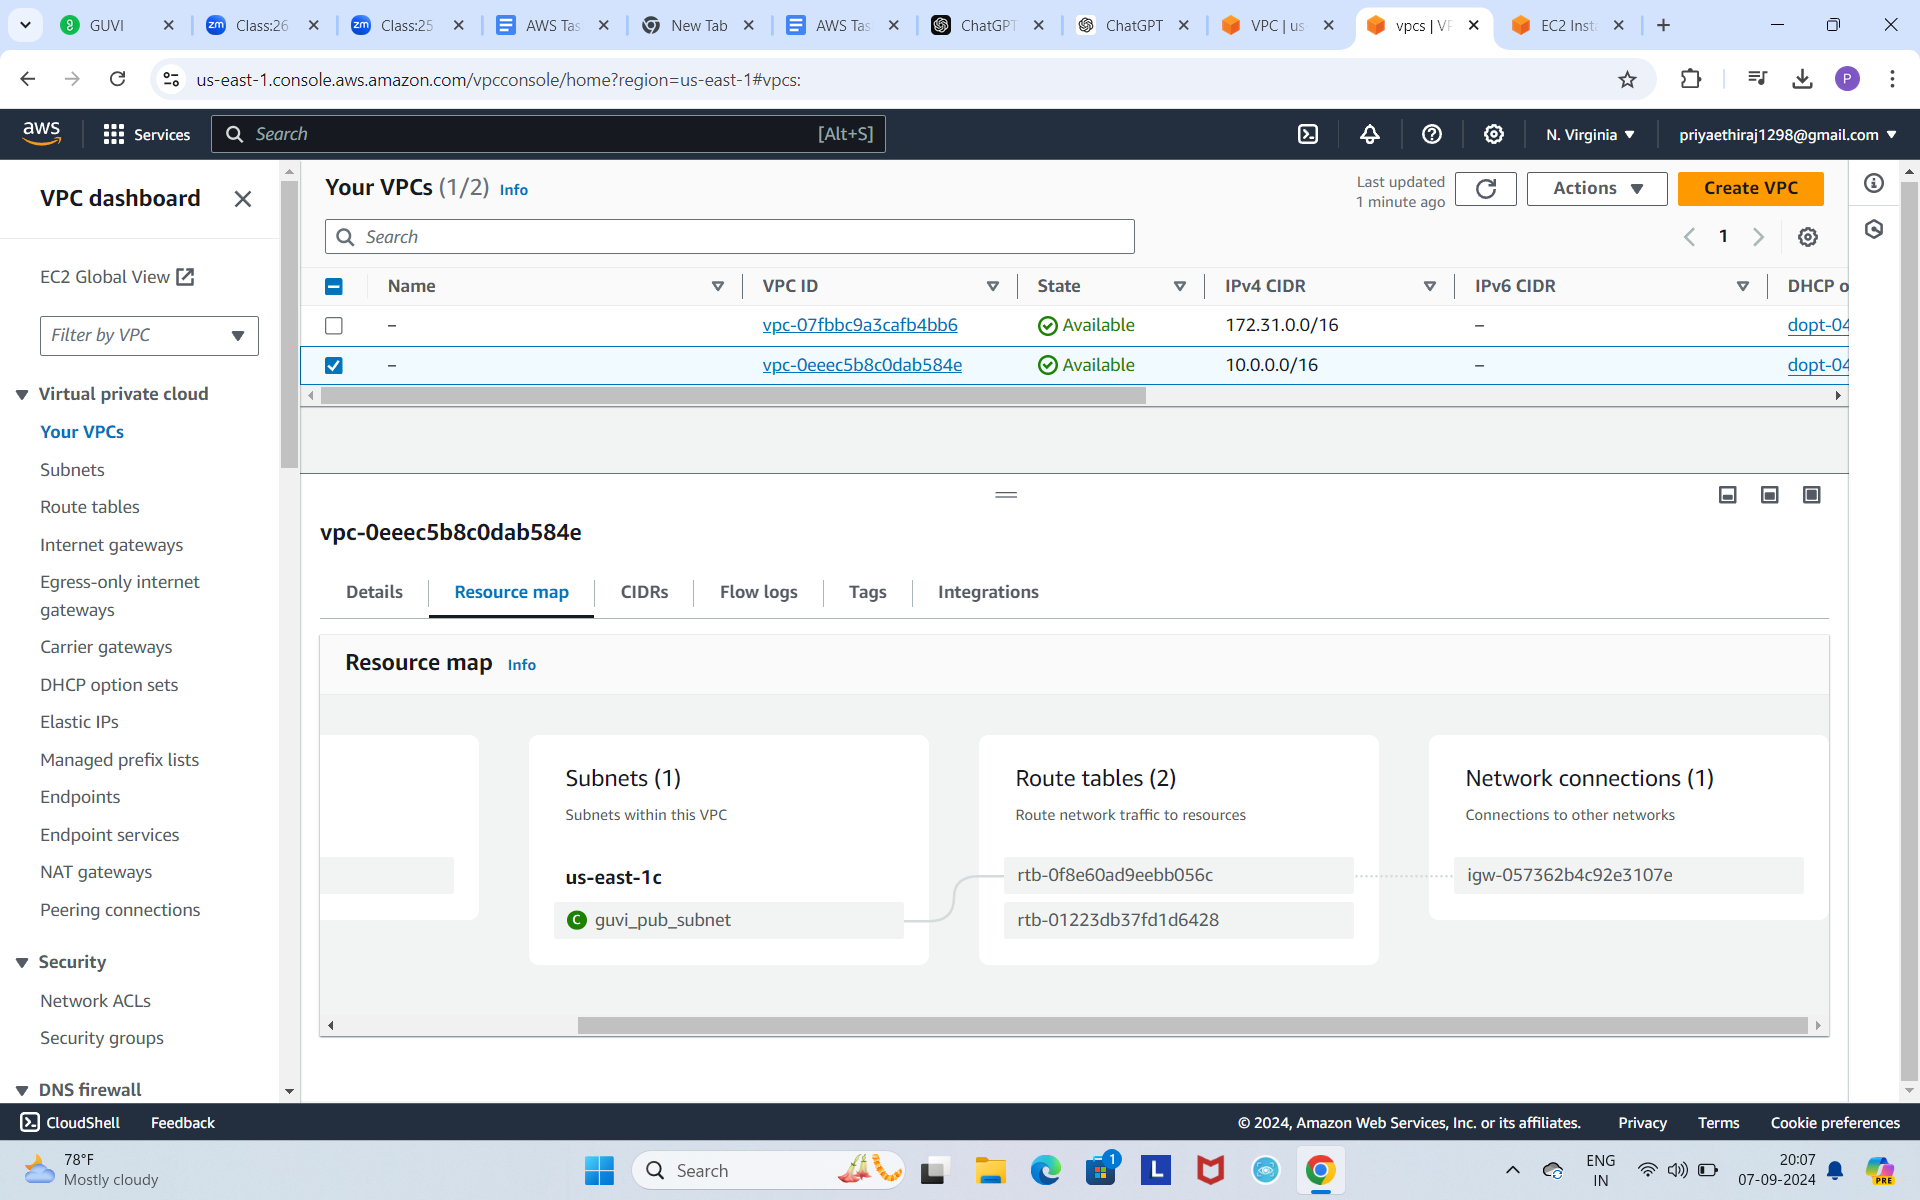 GUVI
Class:26
Class:25
AWS Tas
New Tab
AWS Tas
ChatGPT
ChatGPT
VPC | us-
vpcs | VP
EC2 Insta
us-east-1.console.aws.amazon.com/vpcconsole/home?region=us-east-1#vpcs:
P
aws
Services
Search
[Alt+S]
N. Virginia
priyaethiraj1298@gmail.com
VPC dashboard
EC2 Global View
Filter by VPC
Virtual private cloud
Your VPCs
Subnets
Route tables
Internet gateways
Egress-only internet
gateways
Carrier gateways
DHCP option sets
Elastic IPs
Managed prefix lists
Endpoints
Endpoint services
NAT gateways
Peering connections
Security
Network ACLs
Security groups
DNS firewall
Your VPCs (1/2) Info
Last updated
1 minute ago
Actions
Create VPC
Search
1
Name VPC ID State IPv4 CIDR IPv6 CIDR DHCP o
– vpc-07fbbc9a3cafb4bb6 Available 172.31.0.0/16 – dopt-04
– vpc-0eeec5b8c0dab584e Available 10.0.0.0/16 – dopt-04
vpc-0eeec5b8c0dab584e
Details Resource map CIDRs Flow logs Tags Integrations
Resource map Info
Subnets (1)
Subnets within this VPC
us-east-1c
C guvi_pub_subnet
Route tables (2)
Route network traffic to resources
rtb-0f8e60ad9eebb056c
rtb-01223db37fd1d6428
Network connections (1)
Connections to other networks
igw-057362b4c92e3107e
CloudShell Feedback
© 2024, Amazon Web Services, Inc. or its affiliates. Privacy Terms Cookie preferences
78°F
Mostly cloudy
Search
1
L
ENG
IN
20:07
07-09-2024
PRE